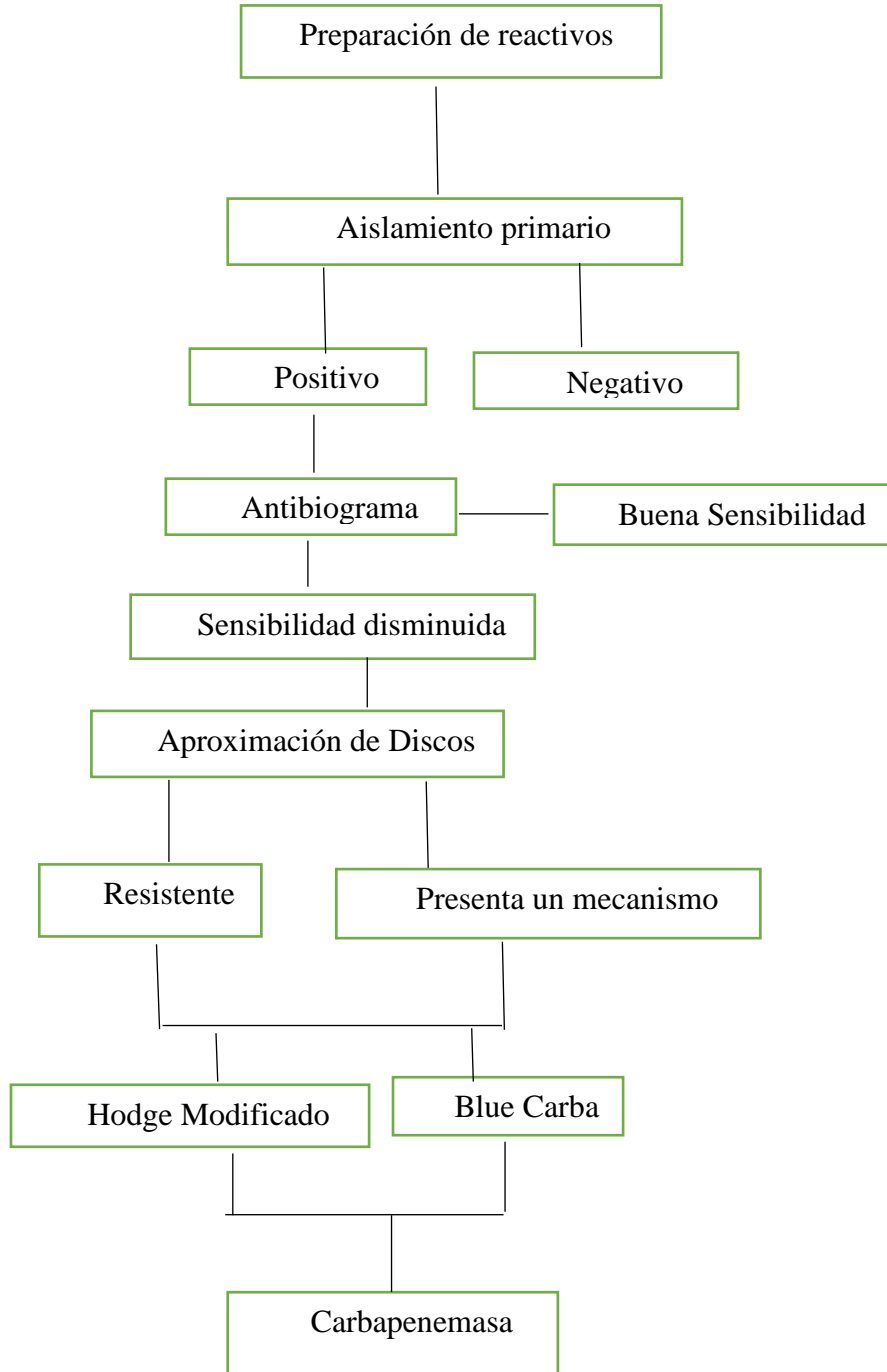 Preparación de reactivos
Aislamiento primario
Positivo
Negativo
Antibiograma
Buena Sensibilidad
Sensibilidad disminuida
Aproximación de Discos
Resistente
Presenta un mecanismo
Hodge Modificado
Blue Carba
Carbapenemasa